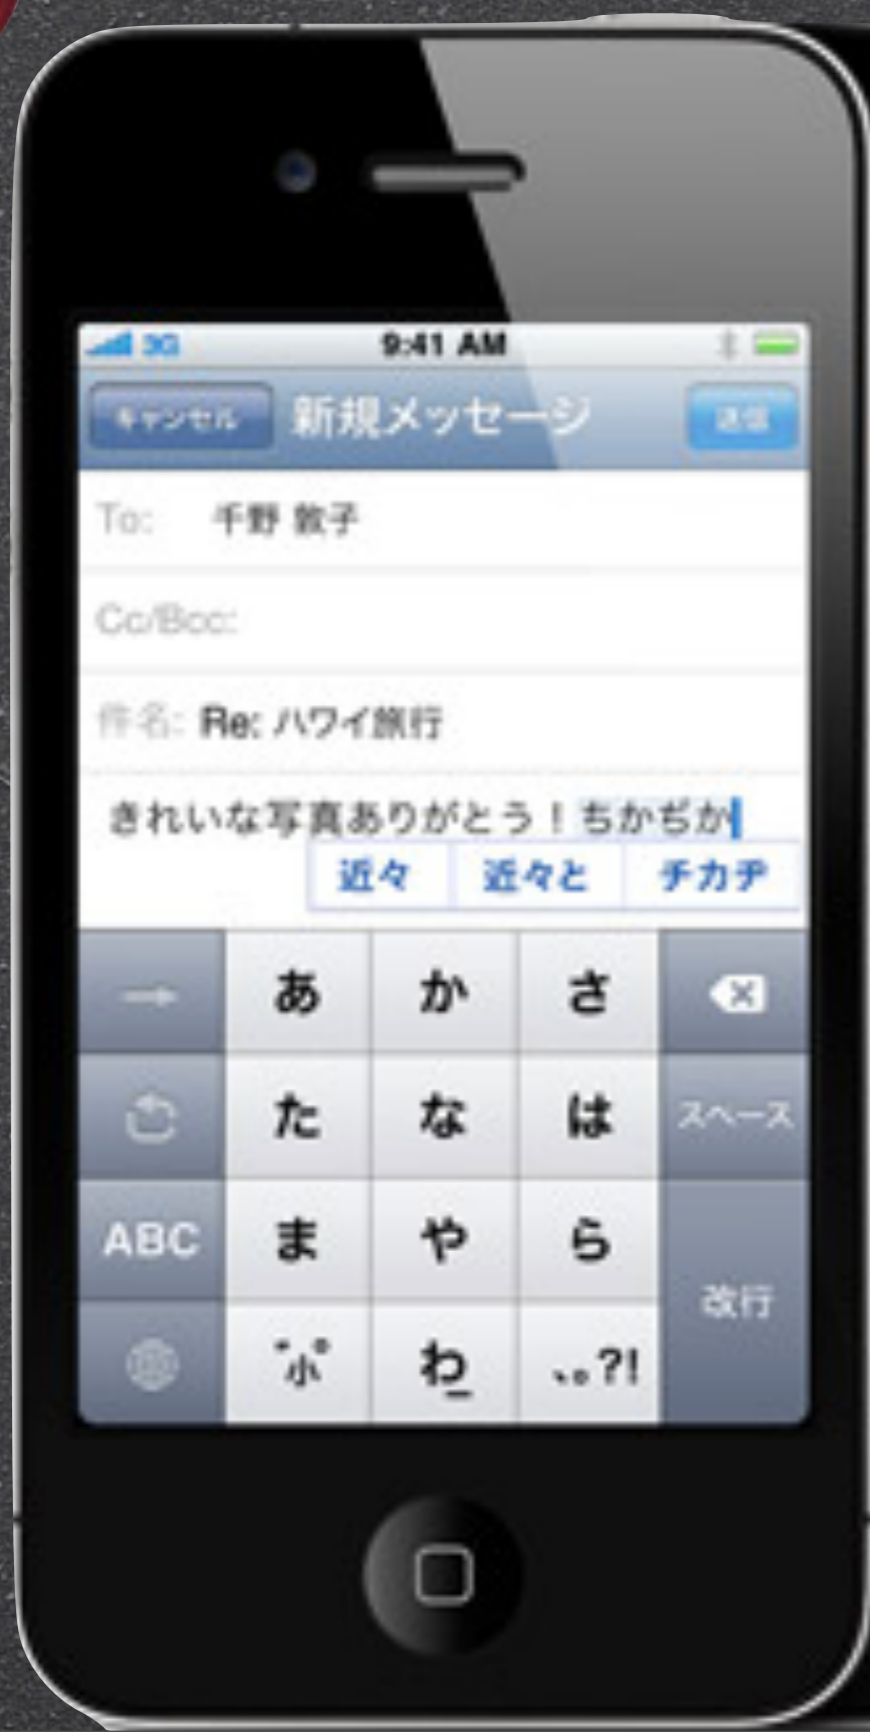 3G 9:41 AM
キャンセル 新規メッセージ 送信
To: 千野 敦子
Cc/Bcc:
件名: Re: ハワイ旅行
きれいな写真ありがとう！ちかぢか
近々 近々と チカヂ
→ あ か さ
た な は スペース
ABC ま や ら
改行
゛小゜ わ 、。?!